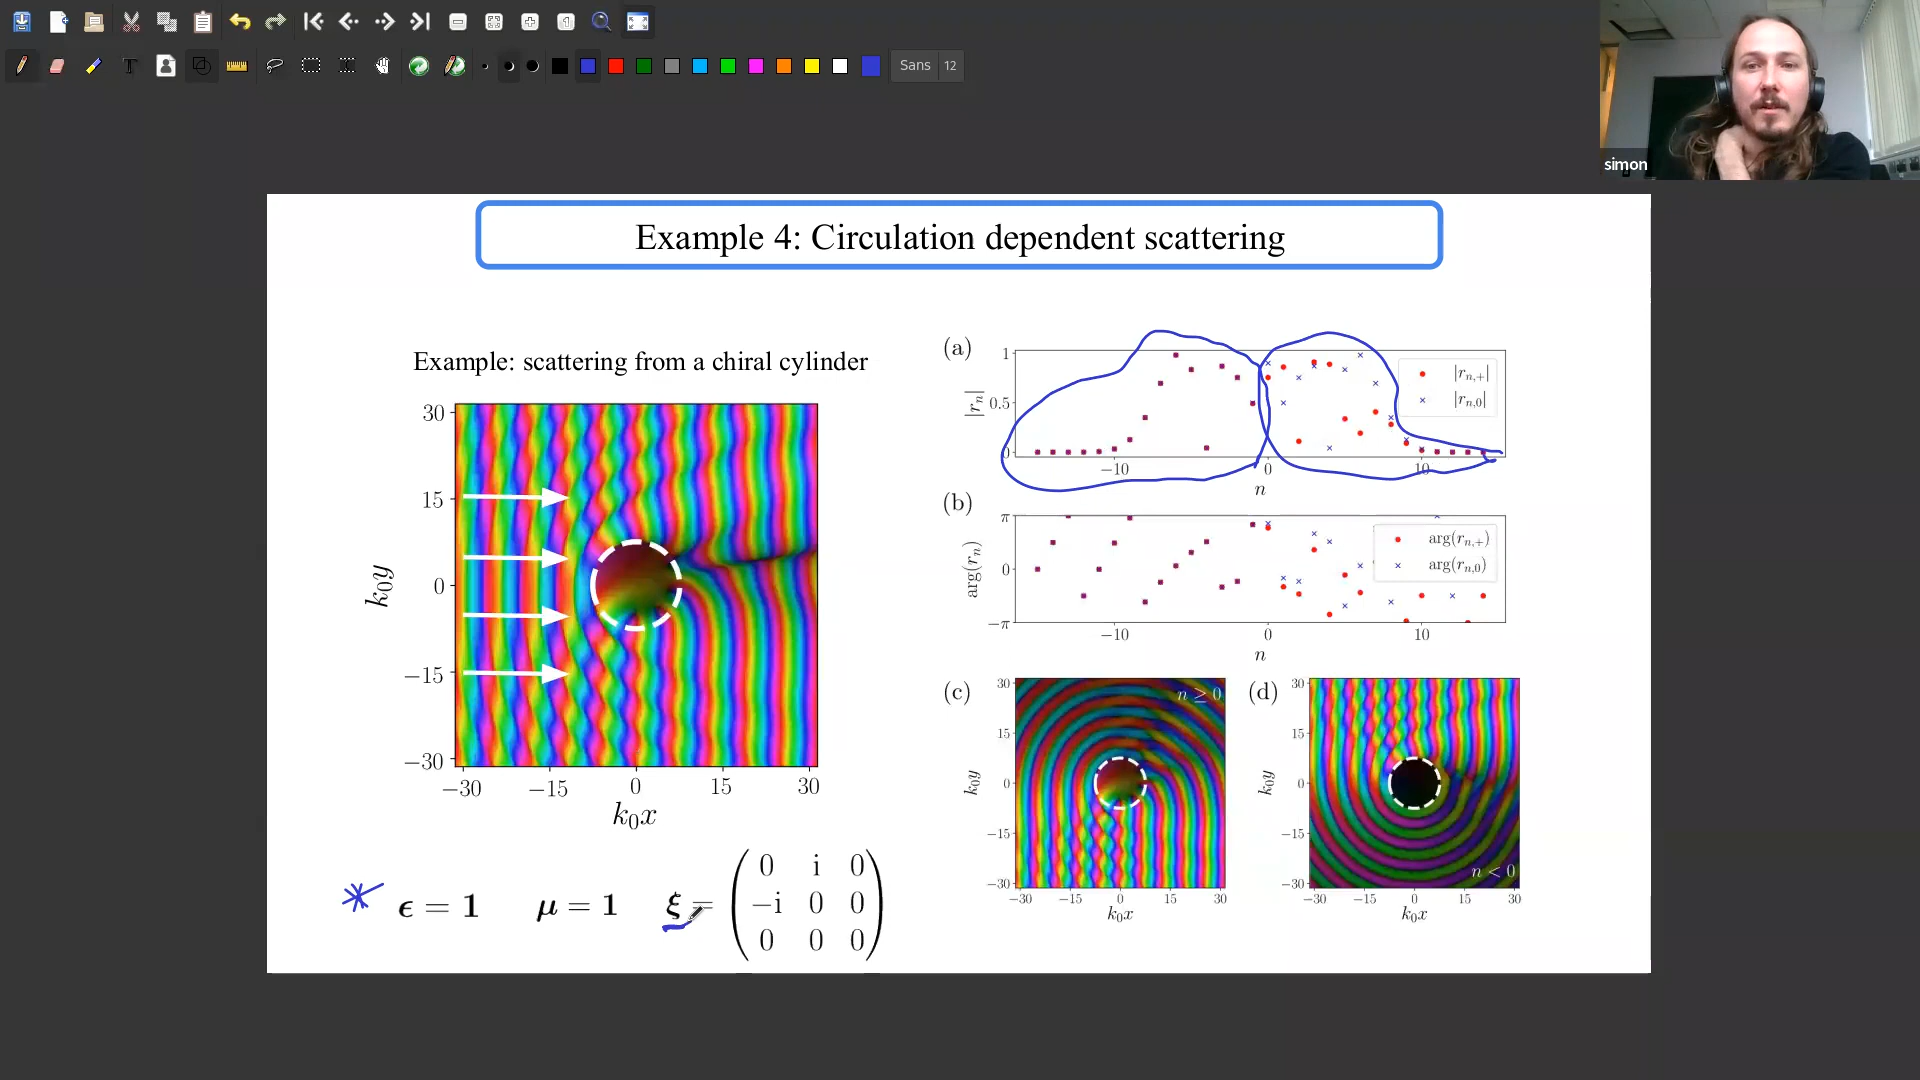 Sans 12
simon
Example 4: Circulation dependent scattering
Example: scattering from a chiral cylinder
30
15
0
−15
−30
k₀y
−30 −15 0 15 30
k₀x
* ϵ = 1 μ = 1 ξ =
0 i 0
−i 0 0
0 0 0
(a)
1
0.5
0
|rₙ|
|rₙ,₊|
|rₙ,₀|
−10 0 10
n
(b)
π
0
−π
arg(rₙ)
arg(rₙ,₊)
arg(rₙ,₀)
−10 0 10
n
(c)
n ≥ 0
30
15
0
−15
−30
k₀y
−30 −15 0 15 30
k₀x
(d)
30
15
0
−15
−30
k₀y
n < 0
−30 −15 0 15 30
k₀x